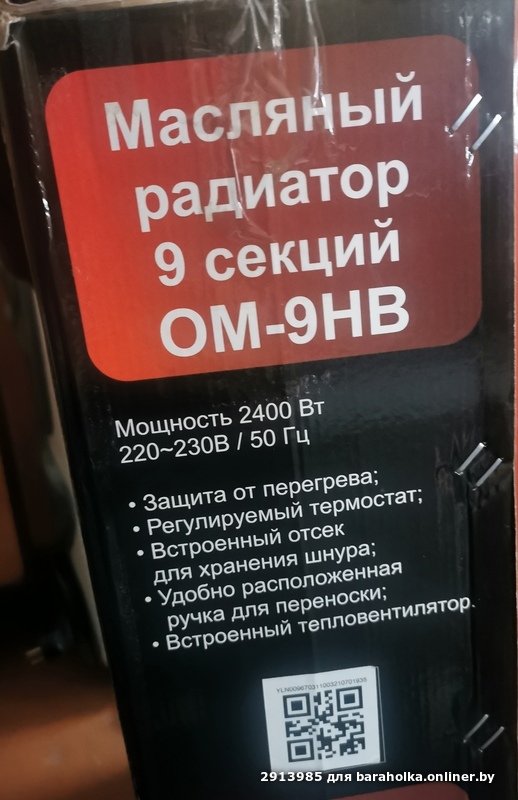 Масляный
радиатор
9 секций
ОМ-9НВ
Мощность 2400 Вт
220~230В / 50 Гц
• Защита от перегрева;
• Регулируемый термостат;
• Встроенный отсек
для хранения шнура;
• Удобно расположенная
ручка для переноски;
• Встроенный тепловентилятор.
2913985 для baraholka.onliner.by